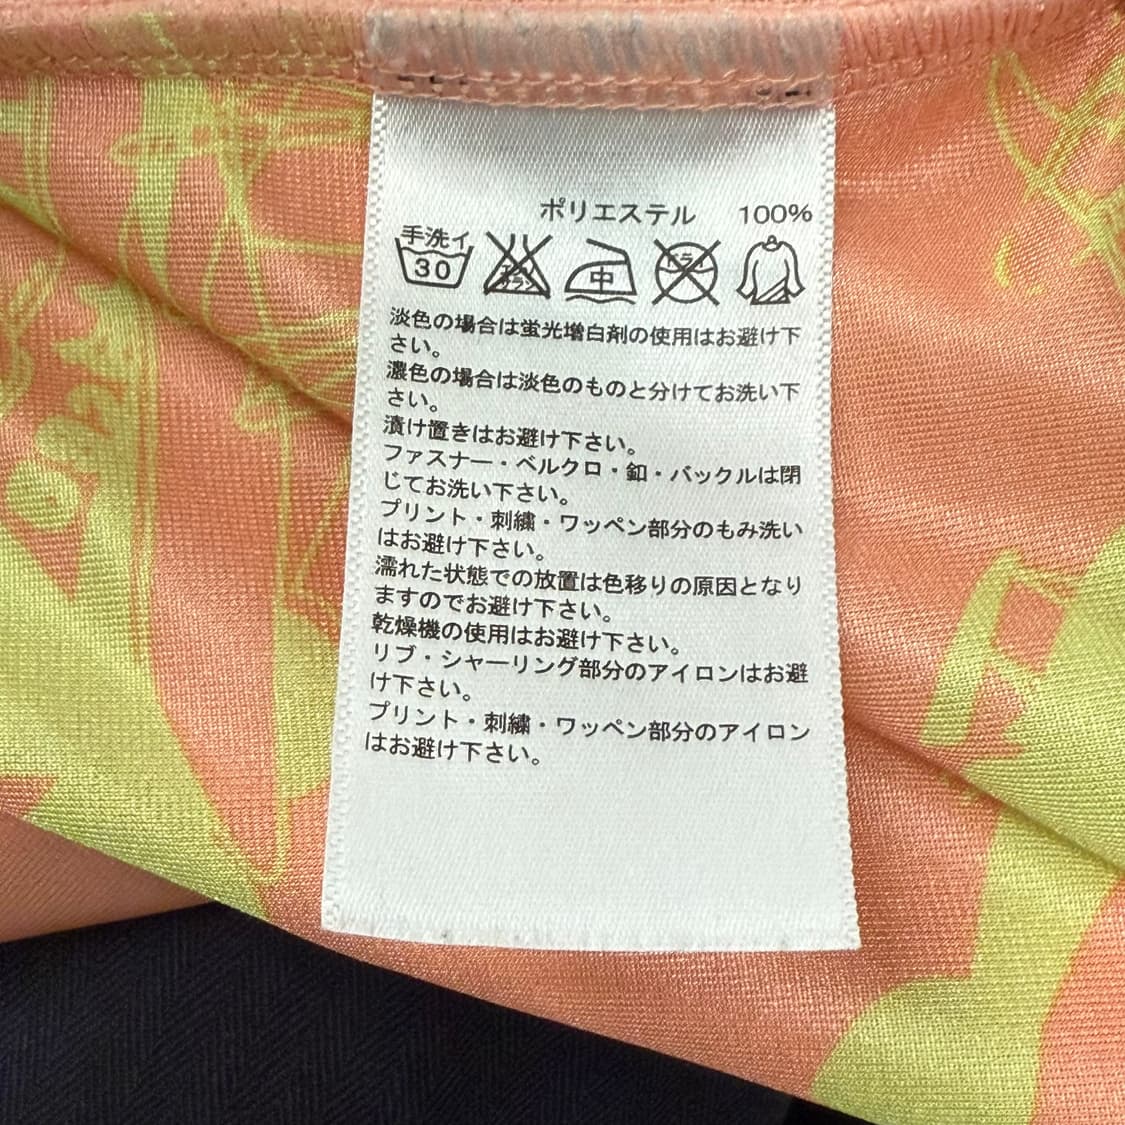 ポリエステル 100%
手洗イ
30
エンソ
サラシ
中
ドライ
淡色の場合は蛍光増白剤の使用はお避け下
さい。
濃色の場合は淡色のものと分けてお洗い下
さい。
漬け置きはお避け下さい。
ファスナー・ベルクロ・釦・バックルは閉
じてお洗い下さい。
プリント・刺繍・ワッペン部分のもみ洗い
はお避け下さい。
濡れた状態での放置は色移りの原因となり
ますのでお避け下さい。
乾燥機の使用はお避け下さい。
リブ・シャーリング部分のアイロンはお避
け下さい。
プリント・刺繍・ワッペン部分のアイロン
はお避け下さい。